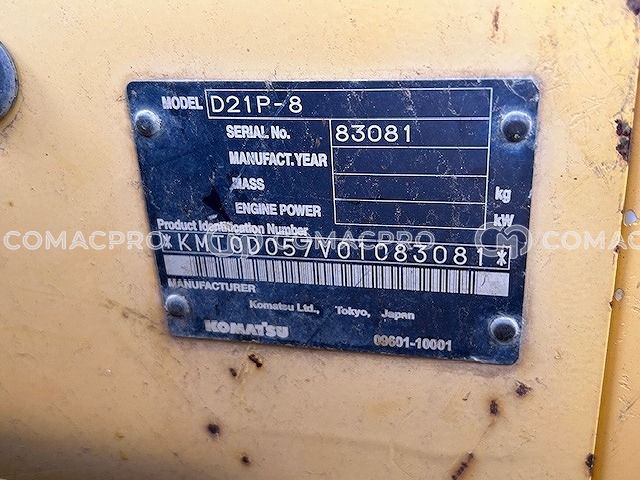 MODEL D21P-8
SERIAL No. 83081
MANUFACT. YEAR
MASS kg
ENGINE POWER kW
Product Identification Number
*KMT0D057V01083081*
COMACPRO COMACPRO COMACPRO
MANUFACTURER
Komatsu Ltd., Tokyo, Japan
KOMATSU 09601-10001